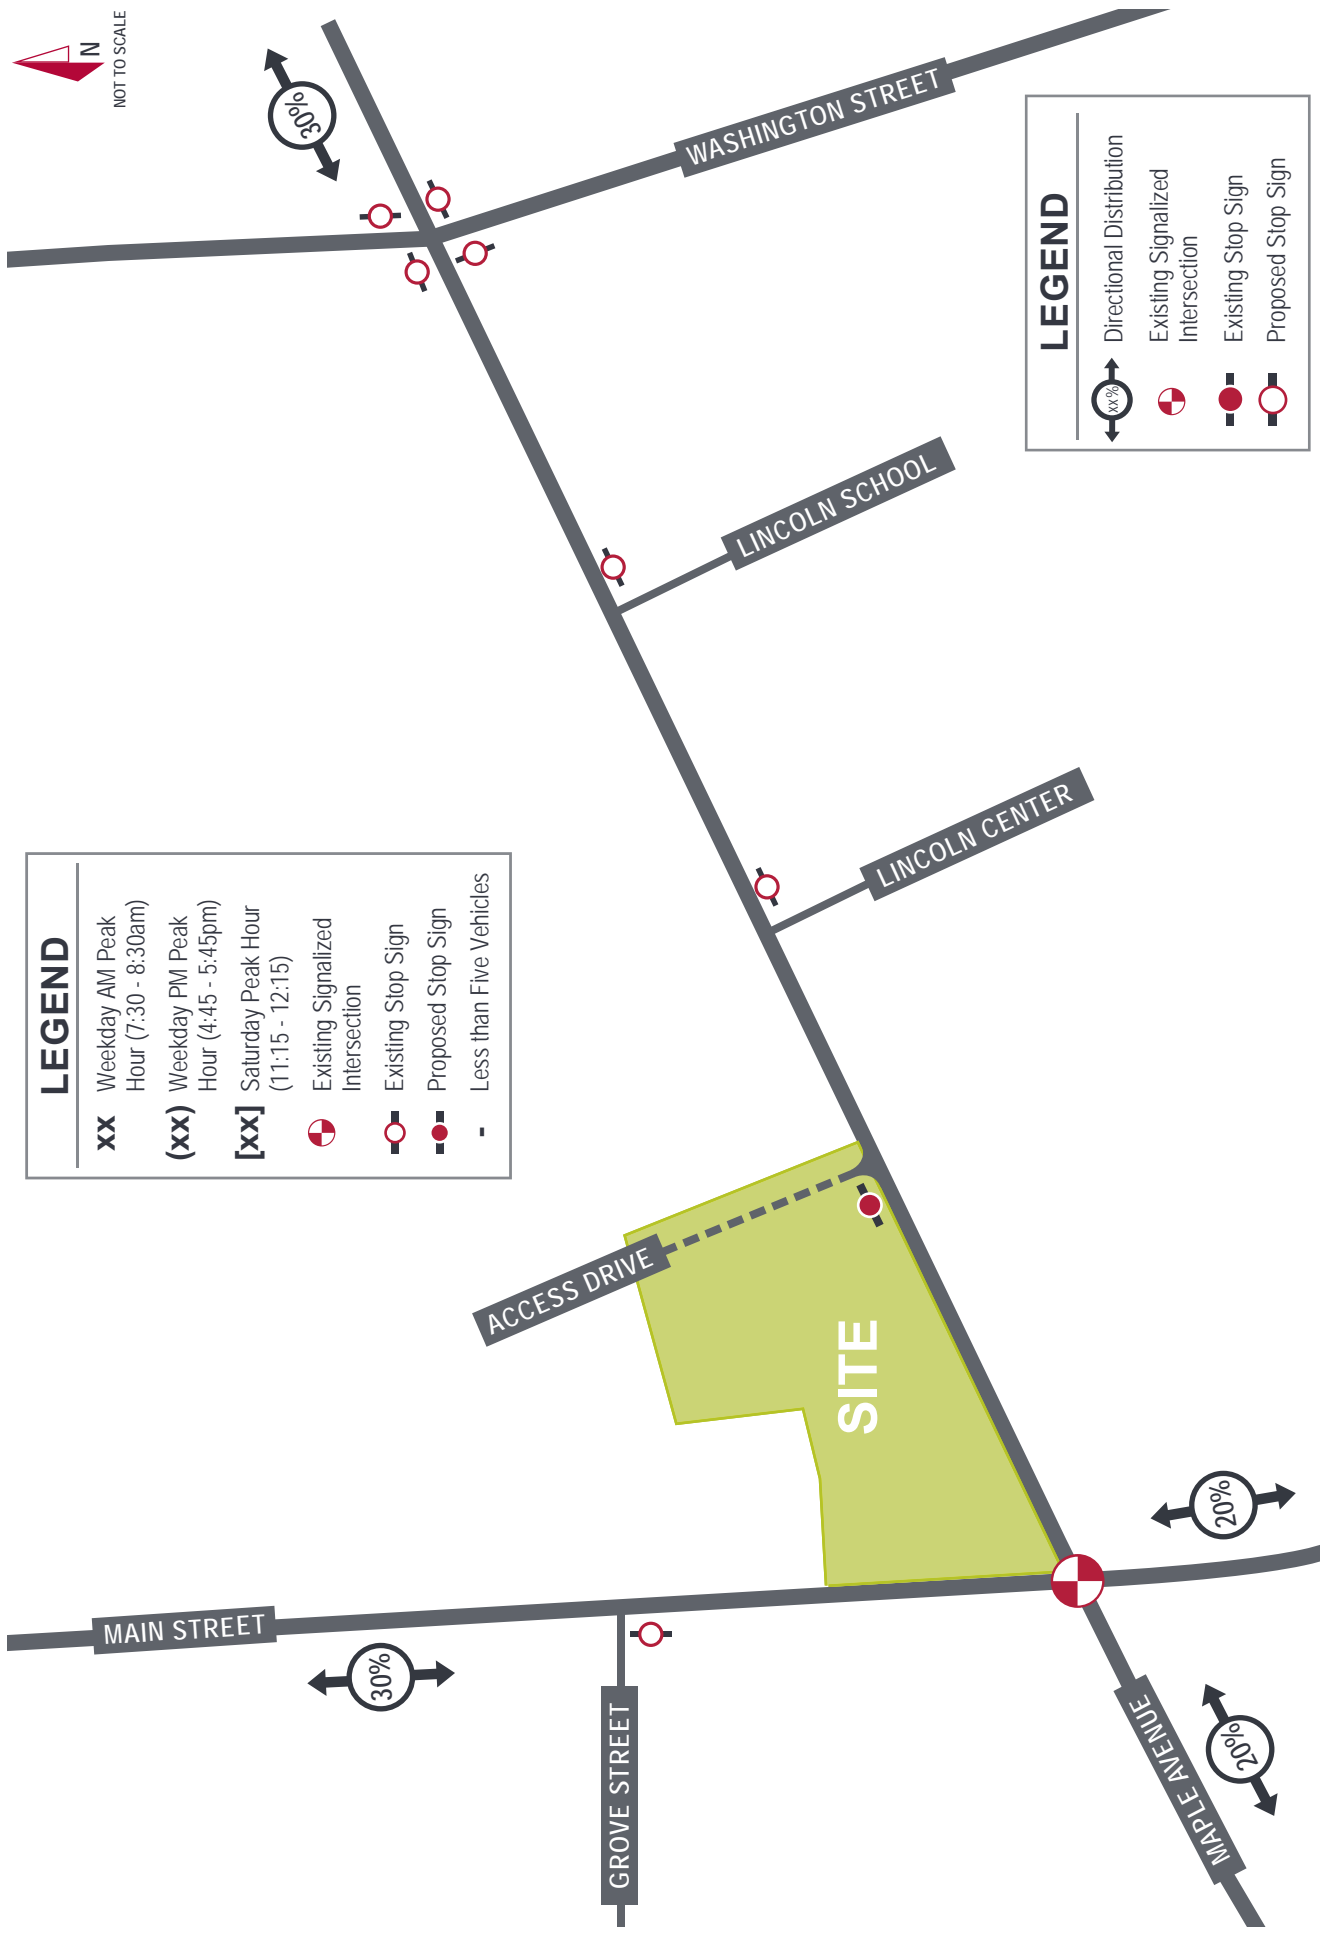 N
NOT TO SCALE
30%
WASHINGTON STREET
LEGEND
xx% Directional Distribution
Existing Signalized
Intersection
Existing Stop Sign
Proposed Stop Sign
LINCOLN SCHOOL
LINCOLN CENTER
LEGEND
XX Weekday AM Peak
Hour (7:30 - 8:30am)
(XX) Weekday PM Peak
Hour (4:45 - 5:45pm)
[XX] Saturday Peak Hour
(11:15 - 12:15)
Existing Signalized
Intersection
Existing Stop Sign
Proposed Stop Sign
- Less than Five Vehicles
ACCESS DRIVE
SITE
MAIN STREET
30%
20%
GROVE STREET
MAPLE AVENUE
20%